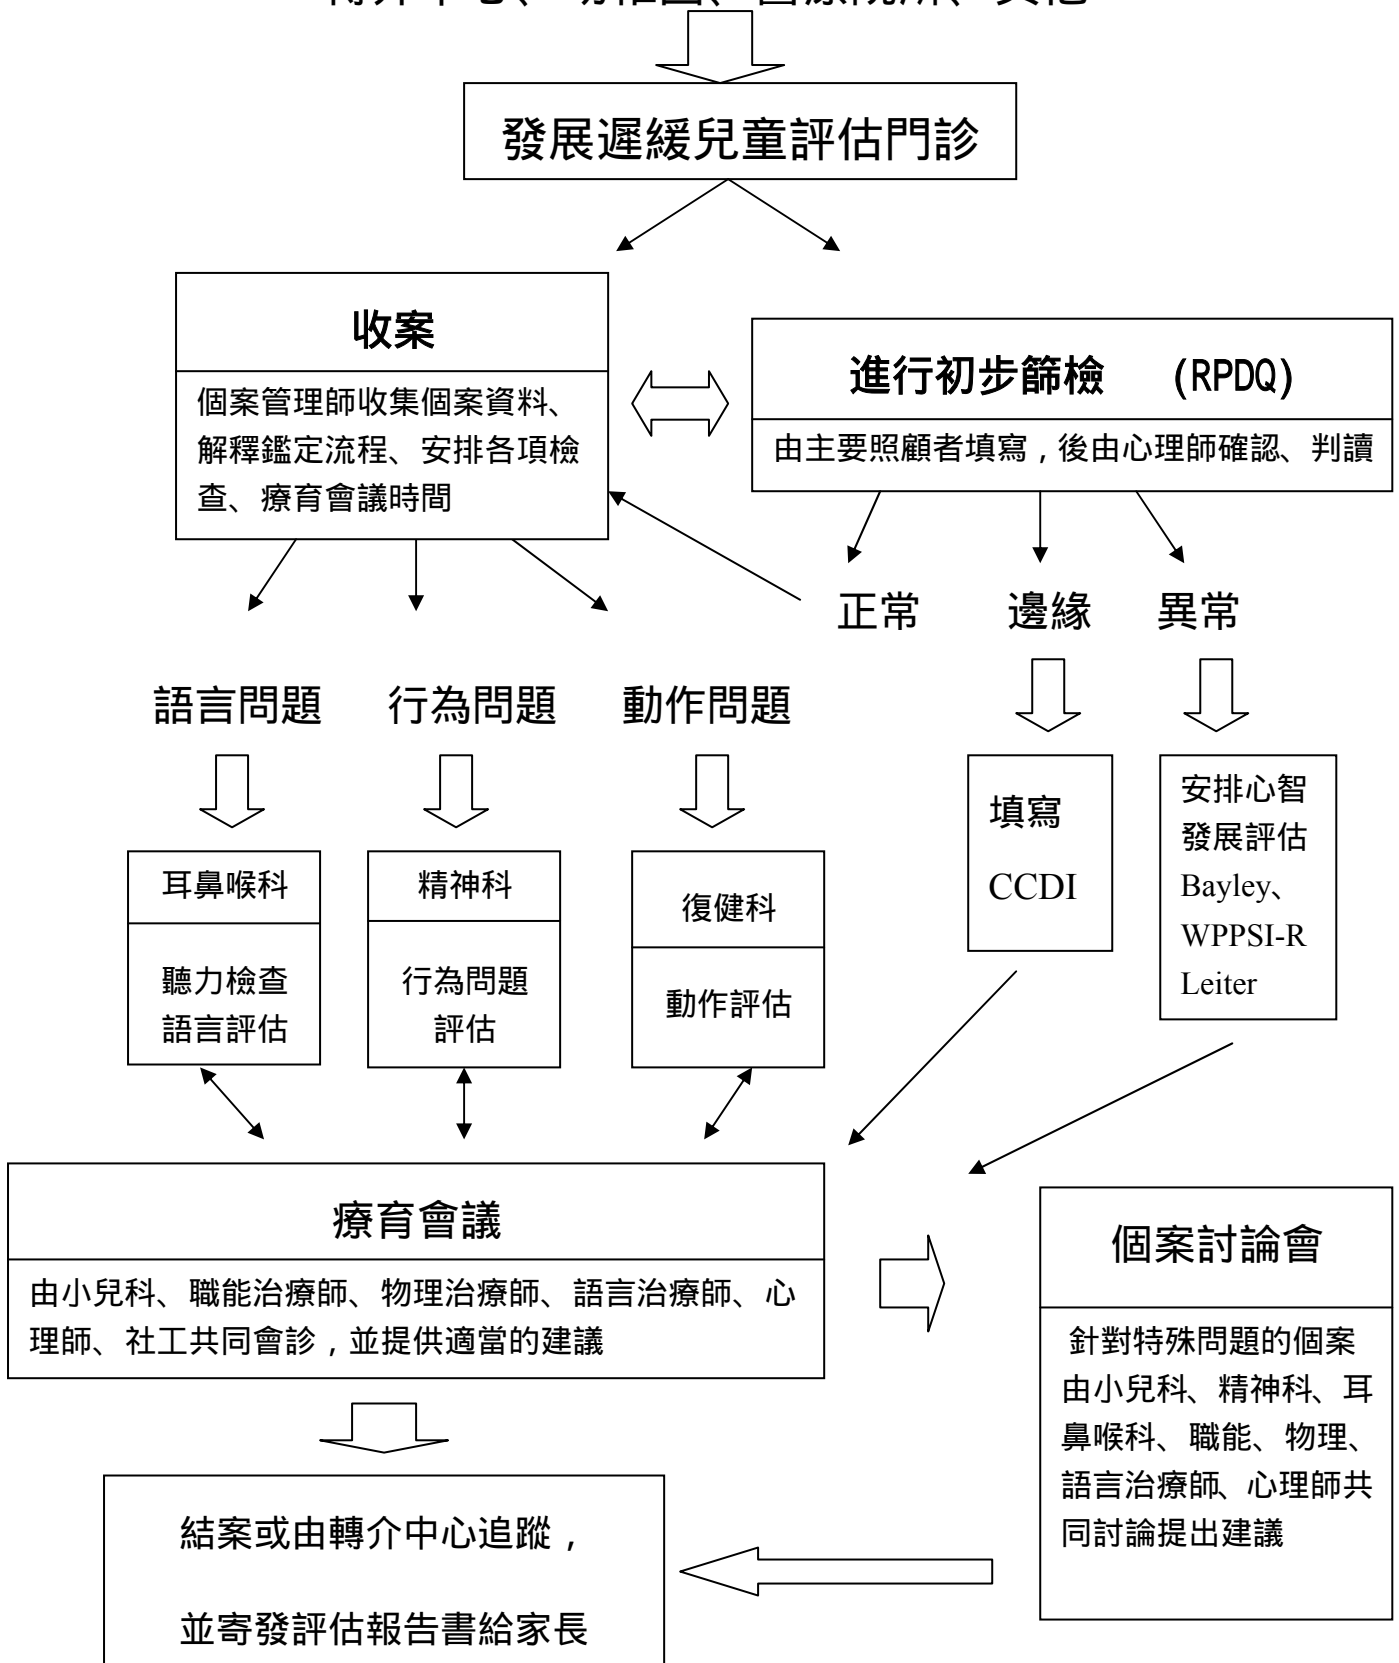 發展遲緩兒童評估門診
收案
個案管理師收集個案資料、
解釋鑑定流程、安排各項檢
查、療育會議時間
進行初步篩檢 (RPDQ)
由主要照顧者填寫，後由心理師確認、判讀
正常 邊緣 異常
語言問題 行為問題 動作問題
耳鼻喉科
聽力檢查
語言評估
精神科
行為問題
評估
復健科
動作評估
填寫
CCDI
安排心智
發展評估
Bayley、
WPPSI-R
Leiter
療育會議
由小兒科、職能治療師、物理治療師、語言治療師、心
理師、社工共同會診，並提供適當的建議
個案討論會
針對特殊問題的個案
由小兒科、精神科、耳
鼻喉科、職能、物理、
語言治療師、心理師共
同討論提出建議
結案或由轉介中心追蹤，
並寄發評估報告書給家長